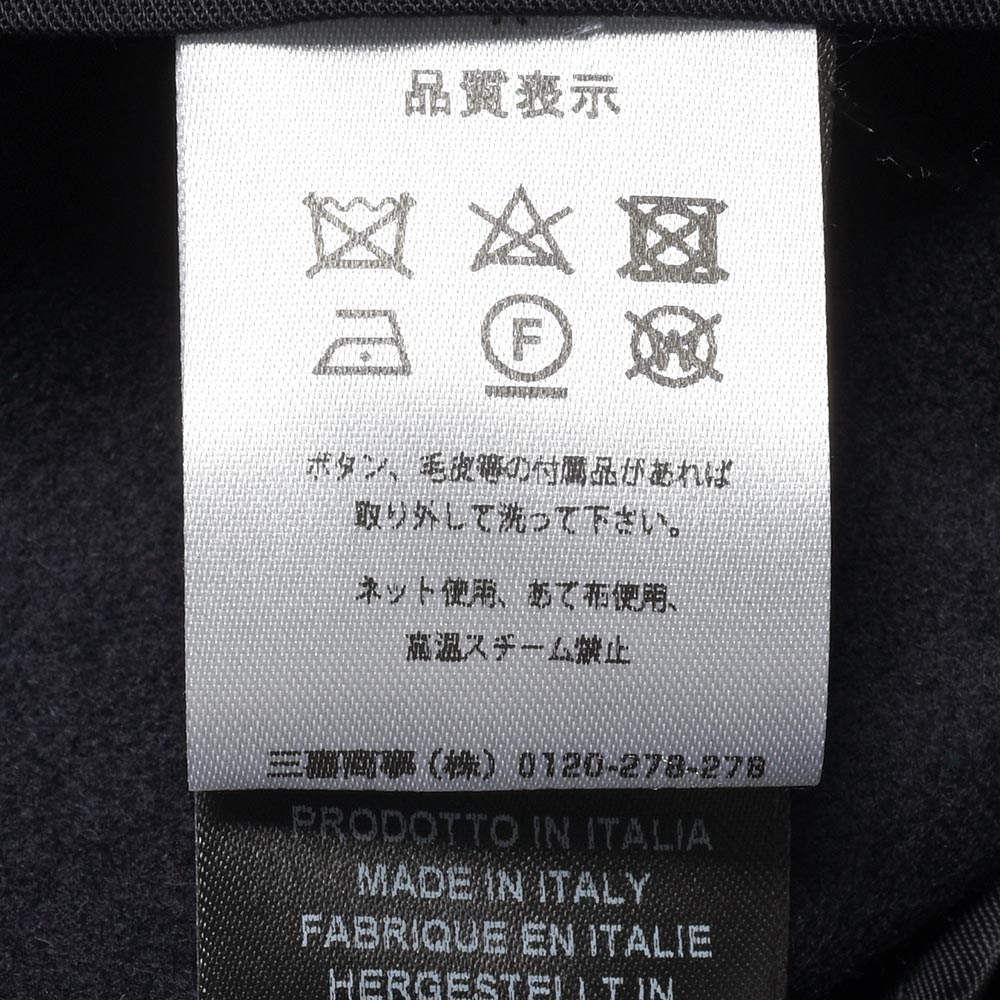 品質表示
F
W
ボタン、毛皮等の付属品があれば
取り外して洗って下さい。
ネット使用、あて布使用、
高温スチーム禁止
三喜商事(株) 0120-278-278
PRODOTTO IN ITALIA
MADE IN ITALY
FABRIQUE EN ITALIE
HERGESTELLT IN